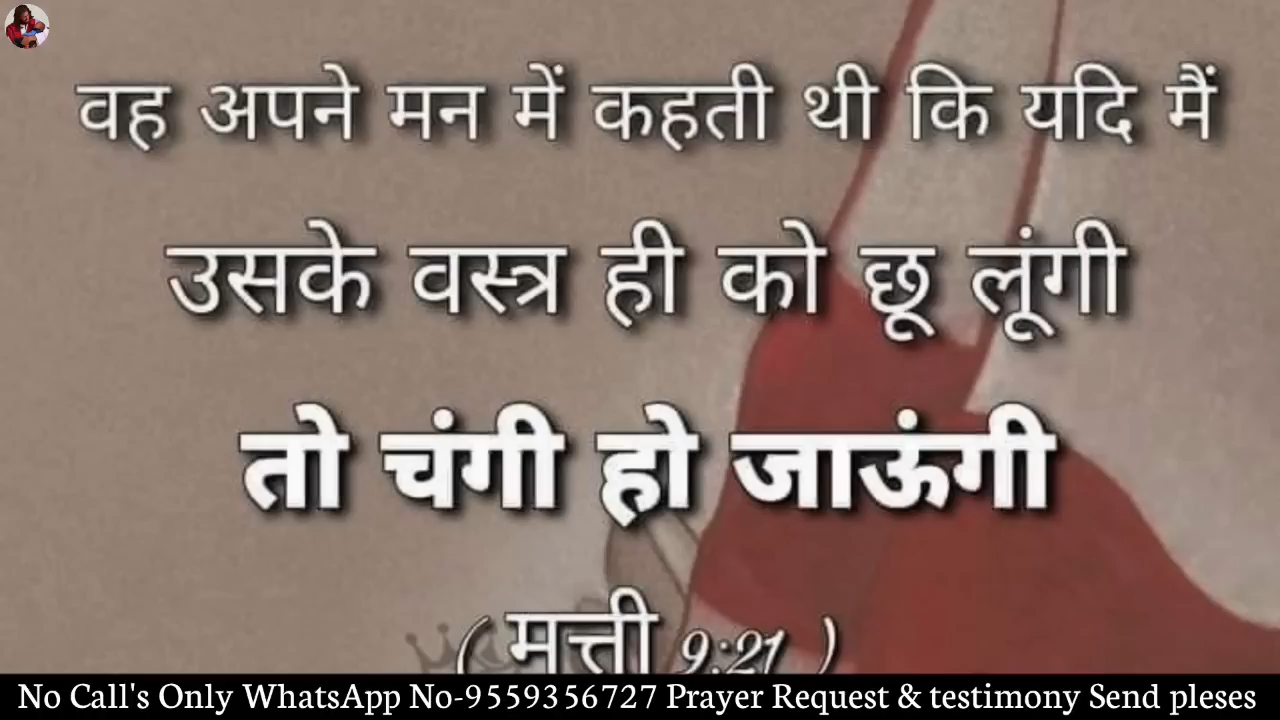 वह अपने मन में कहती थी कि यदि मैं
उसके वस्त्र ही को छू लूंगी
तो चंगी हो जाऊंगी
( मत्ती 9:21 )
No Call's Only WhatsApp No-9559356727 Prayer Request & testimony Send pleses